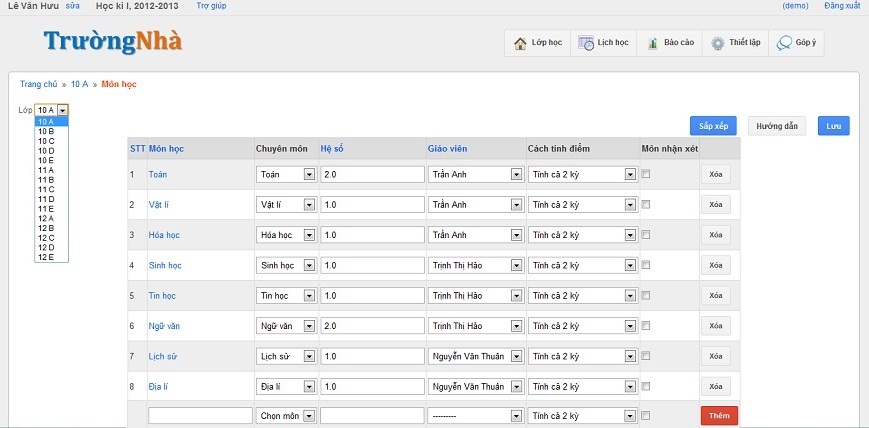 Lê Văn Hưu sửa Học kì I, 2012-2013 Trợ giúp (demo) Đăng xuất
TrườngNhà
Lớp học Lịch học Báo cáo Thiết lập Góp ý
Trang chủ » 10 A » Môn học
Lớp 10 A
10 A
10 B
10 C
10 D
10 E
11 A
11 B
11 C
11 D
11 E
12 A
12 B
12 C
12 D
12 E
Sắp xếp Hướng dẫn Lưu
STT Môn học Chuyên môn Hệ số Giáo viên Cách tính điểm Môn nhận xét
1 Toán Toán 2.0 Trần Anh Tính cả 2 kỳ Xóa
2 Vật lí Vật lí 1.0 Trần Anh Tính cả 2 kỳ Xóa
3 Hóa học Hóa học 1.0 Trần Anh Tính cả 2 kỳ Xóa
4 Sinh học Sinh học 1.0 Trịnh Thị Hảo Tính cả 2 kỳ Xóa
5 Tin học Tin học 1.0 Trịnh Thị Hảo Tính cả 2 kỳ Xóa
6 Ngữ văn Ngữ văn 2.0 Trịnh Thị Hảo Tính cả 2 kỳ Xóa
7 Lịch sử Lịch sử 1.0 Nguyễn Văn Thuân Tính cả 2 kỳ Xóa
8 Địa lí Địa lí 1.0 Nguyễn Văn Thuân Tính cả 2 kỳ Xóa
Chọn môn --------- Tính cả 2 kỳ Thêm